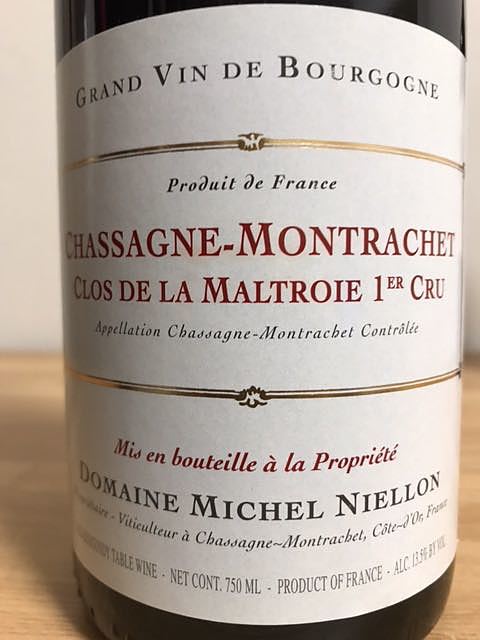 GRAND VIN DE BOURGOGNE
Produit de France
CHASSAGNE-MONTRACHET
CLOS DE LA MALTROIE 1ER CRU
Appellation Chassagne-Montrachet Contrôlée
Mis en bouteille à la Propriété
DOMAINE MICHEL NIELLON
- Viticulteur à Chassagne~Montrachet, Côte~d'Or, France
TABLE WINE - NET CONT. 750 ML - PRODUCT OF FRANCE - ALC. 13.5% BY VOL.